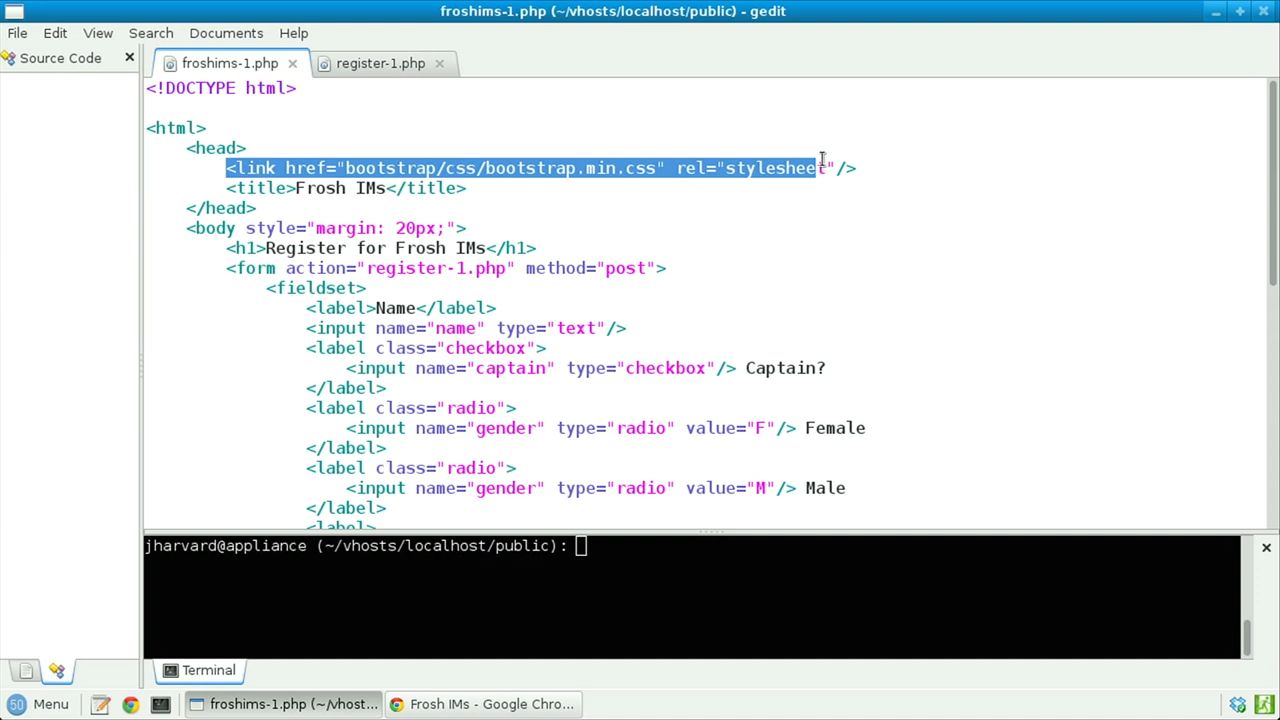 froshims-1.php (~/vhosts/localhost/public) - gedit
File Edit View Search Documents Help
Source Code
froshims-1.php
register-1.php
<!DOCTYPE html>
<html>
<head>
<link href="bootstrap/css/bootstrap.min.css" rel="stylesheet"/>
<title>Frosh IMs</title>
</head>
<body style="margin: 20px;">
<h1>Register for Frosh IMs</h1>
<form action="register-1.php" method="post">
<fieldset>
<label>Name</label>
<input name="name" type="text"/>
<label class="checkbox">
<input name="captain" type="checkbox"/> Captain?
</label>
<label class="radio">
<input name="gender" type="radio" value="F"/> Female
</label>
<label class="radio">
<input name="gender" type="radio" value="M"/> Male
</label>
<label>
jharvard@appliance (~/vhosts/localhost/public):
Terminal
50 Menu froshims-1.php (~/vhost... Frosh IMs - Google Chro...